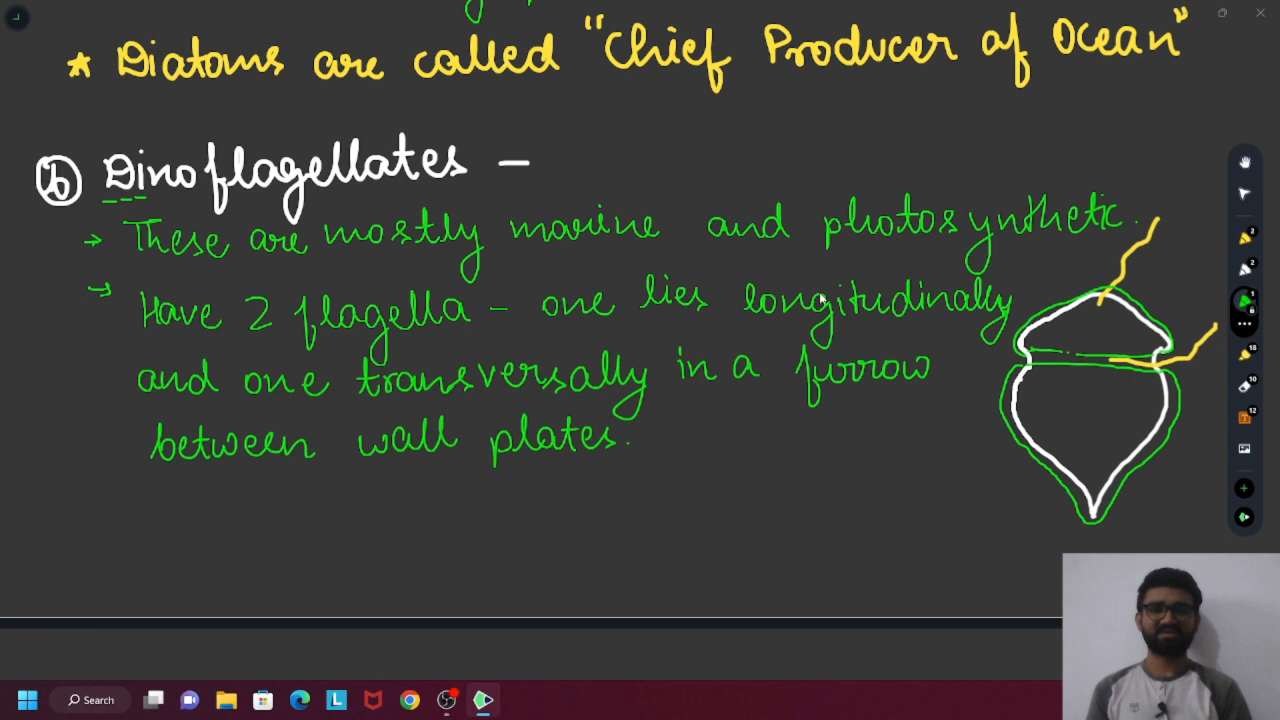 * Diatoms are called "Chief Producer of Ocean"
b Dinoflagellates -
→ These are mostly marine and photosynthetic.
→ Have 2 flagella - one lies longitudinally
and one transversally in a furrow
between wall plates.
Search